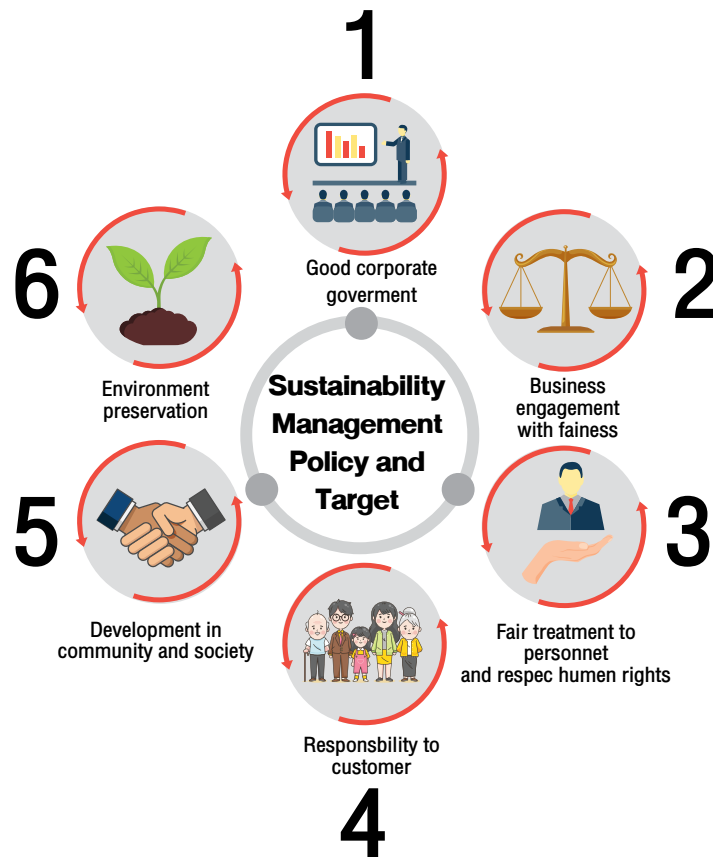 1
Good corporate
goverment
2
Business
engagement
with fainess
3
Fair treatment to
personnet
and respec human rights
4
Responsbility to
customer
5
Development in
community and society
6
Environment
preservation
Sustainability
Management
Policy and
Target